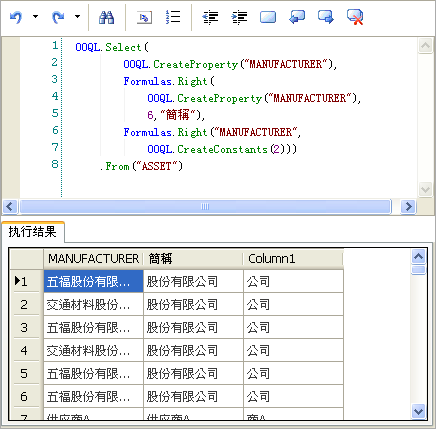 1 OOQL.Select(
2 OOQL.CreateProperty("MANUFACTURER"),
3 Formulas.Right(
4 OOQL.CreateProperty("MANUFACTURER"),
5 6,"簡稱"),
6 Formulas.Right("MANUFACTURER",
7 OOQL.CreateConstants(2)))
8 .From("ASSET")
执行结果
MANUFACTURER 簡稱 Column1
1 五福股份有限... 股份有限公司 公司
2 交通材料股份... 股份有限公司 公司
3 五福股份有限... 股份有限公司 公司
4 交通材料股份... 股份有限公司 公司
5 五福股份有限... 股份有限公司 公司
6 五福股份有限... 股份有限公司 公司
7 供应商A 供应商A 商A